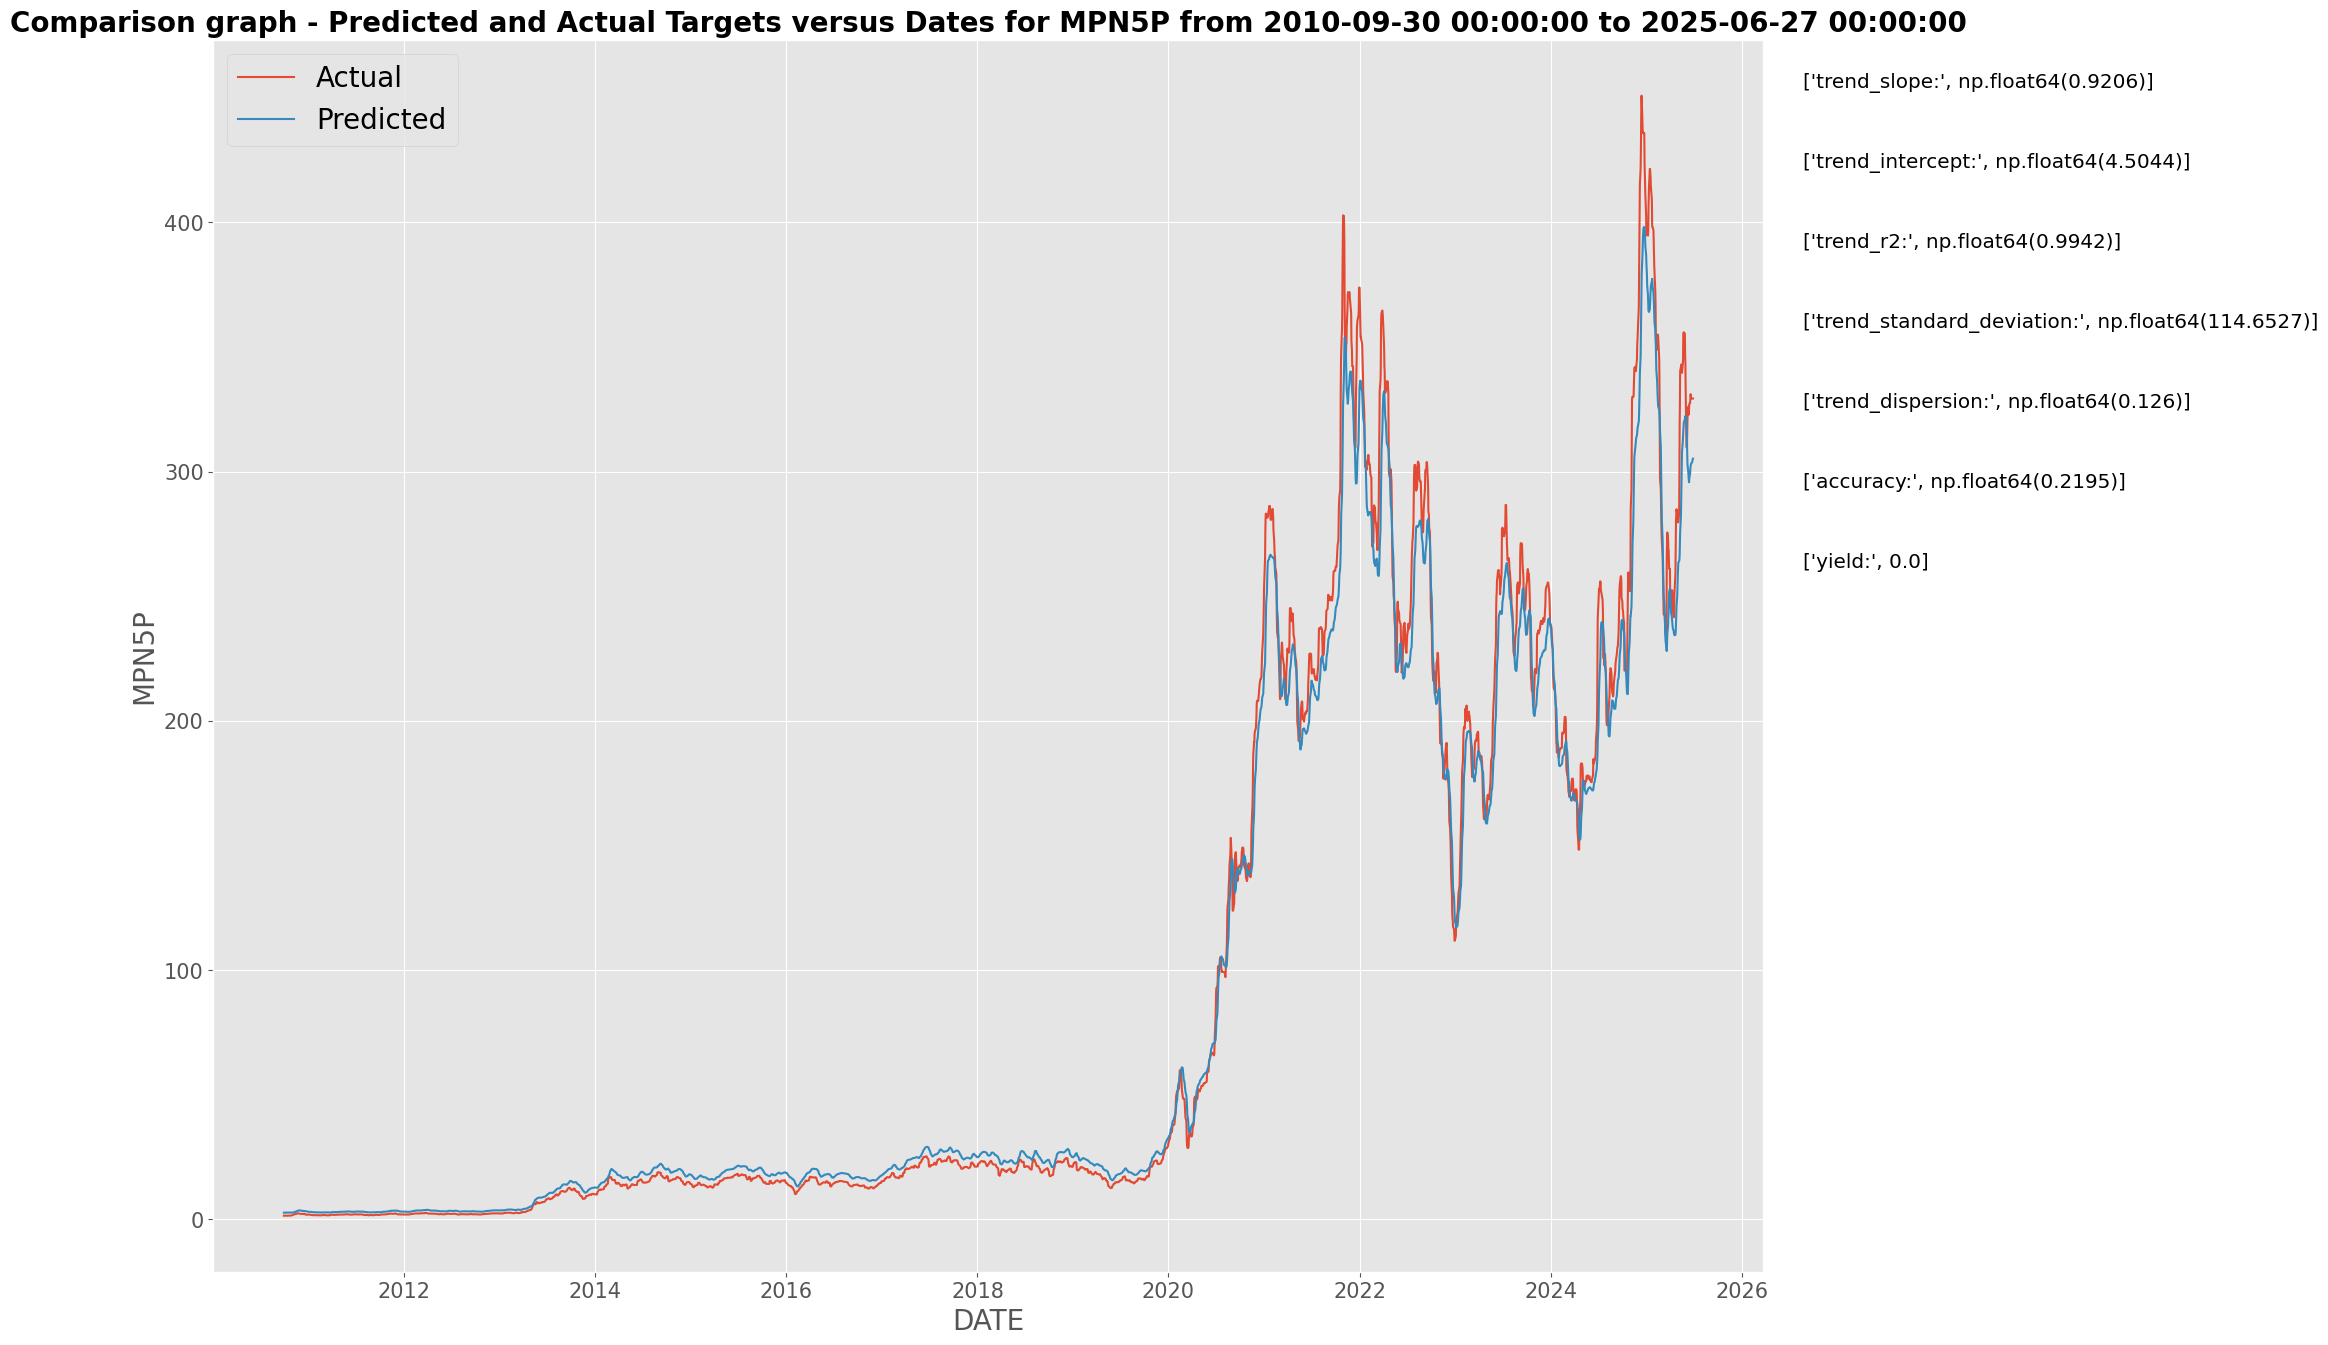 Comparison graph - Predicted and Actual Targets versus Dates for MPN5P from 2010-09-30 00:00:00 to 2025-06-27 00:00:00
Actual
Predicted
['trend_slope:', np.float64(0.9206)]
['trend_intercept:', np.float64(4.5044)]
['trend_r2:', np.float64(0.9942)]
['trend_standard_deviation:', np.float64(114.6527)]
['trend_dispersion:', np.float64(0.126)]
['accuracy:', np.float64(0.2195)]
['yield:', 0.0]
MPN5P
400
300
200
100
0
2012 2014 2016 2018 2020 2022 2024 2026
DATE